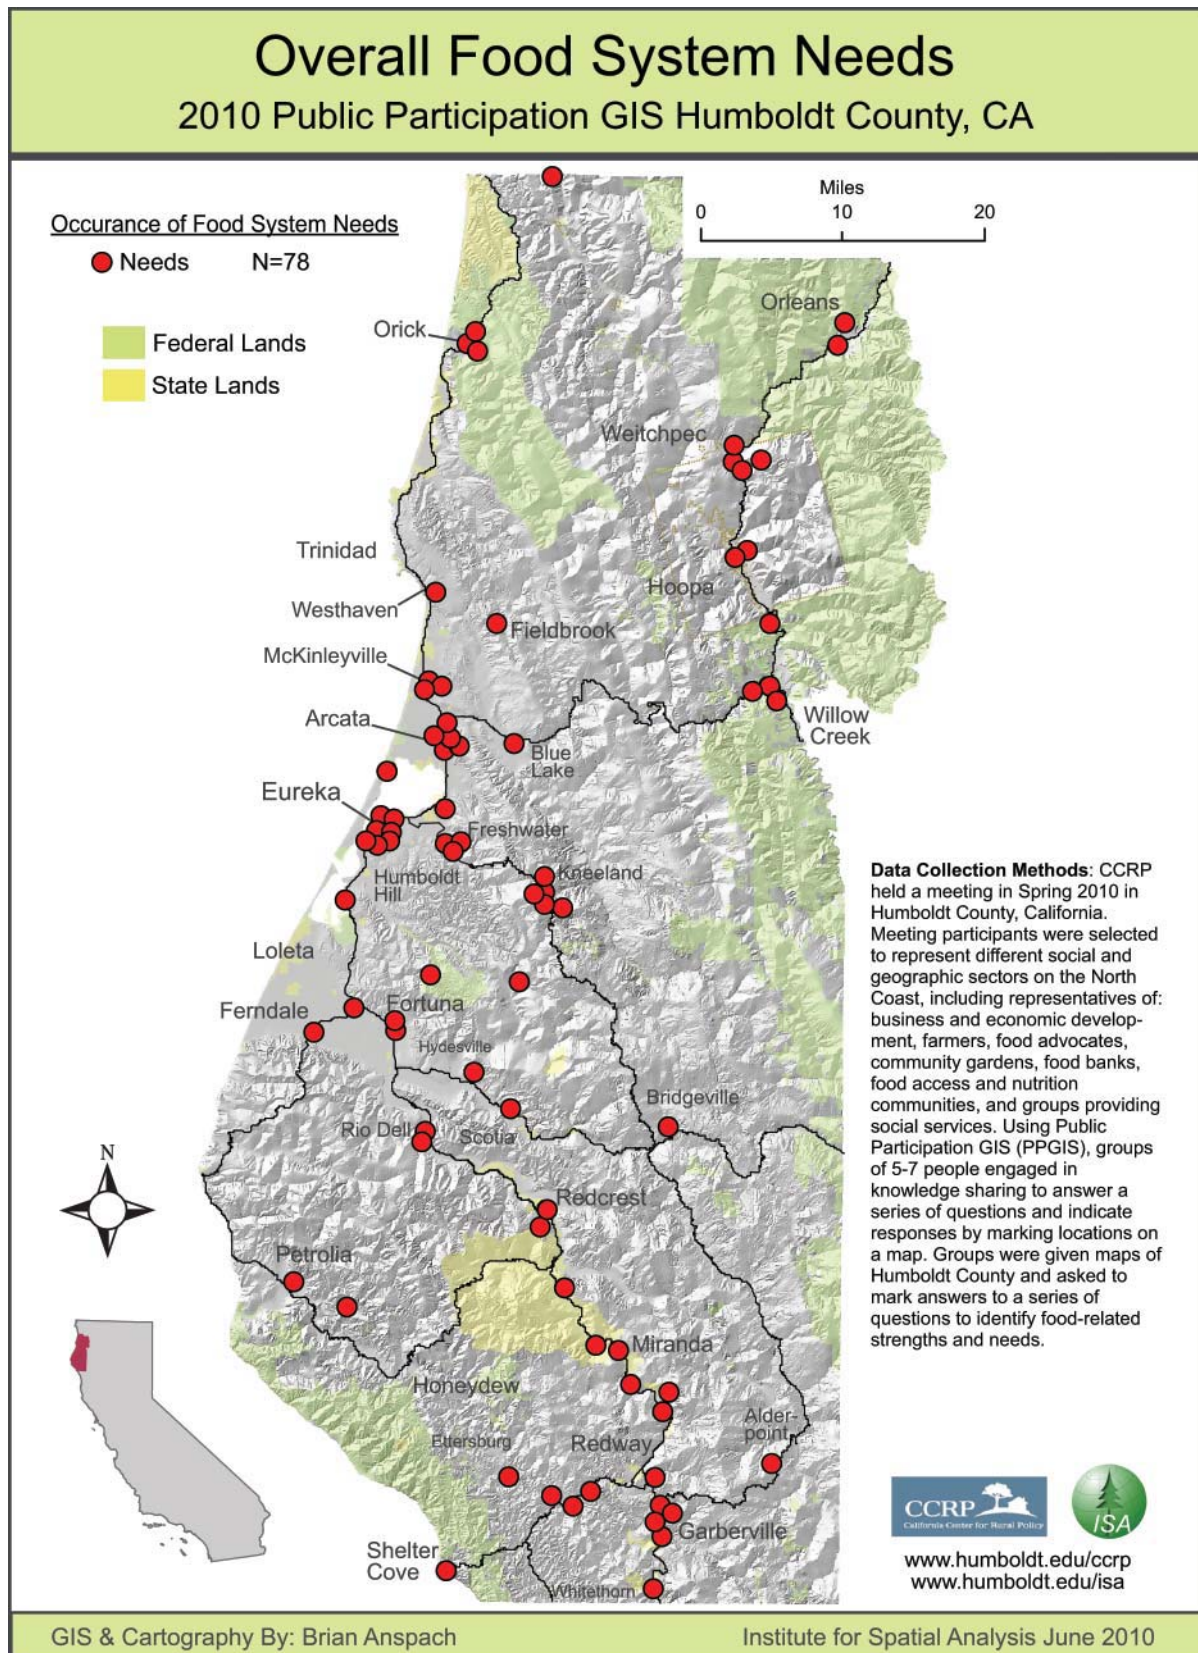 Overall Food System Needs
2010 Public Participation GIS Humboldt County, CA
Occurance of Food System Needs
Needs N=78
Federal Lands
State Lands
Miles
0 10 20
Orleans
Orick
Weitchpec
Trinidad
Hoopa
Westhaven
Fieldbrook
McKinleyville
Arcata
Willow
Creek
Blue
Lake
Eureka
Freshwater
Humboldt
Hill
Kneeland
Loleta
Ferndale
Fortuna
Hydesville
Bridgeville
Rio Dell
Scotia
Redcrest
Petrolia
Miranda
Honeydew
Ettersburg
Redway
Alder-
point
Garberville
Shelter
Cove
Whitethorn
N
Data Collection Methods: CCRP
held a meeting in Spring 2010 in
Humboldt County, California.
Meeting participants were selected
to represent different social and
geographic sectors on the North
Coast, including representatives of:
business and economic develop-
ment, farmers, food advocates,
community gardens, food banks,
food access and nutrition
communities, and groups providing
social services. Using Public
Participation GIS (PPGIS), groups
of 5-7 people engaged in
knowledge sharing to answer a
series of questions and indicate
responses by marking locations on
a map. Groups were given maps of
Humboldt County and asked to
mark answers to a series of
questions to identify food-related
strengths and needs.
CCRP
California Center for Rural Policy
ISA
www.humboldt.edu/ccrp
www.humboldt.edu/isa
GIS & Cartography By: Brian Anspach
Institute for Spatial Analysis June 2010